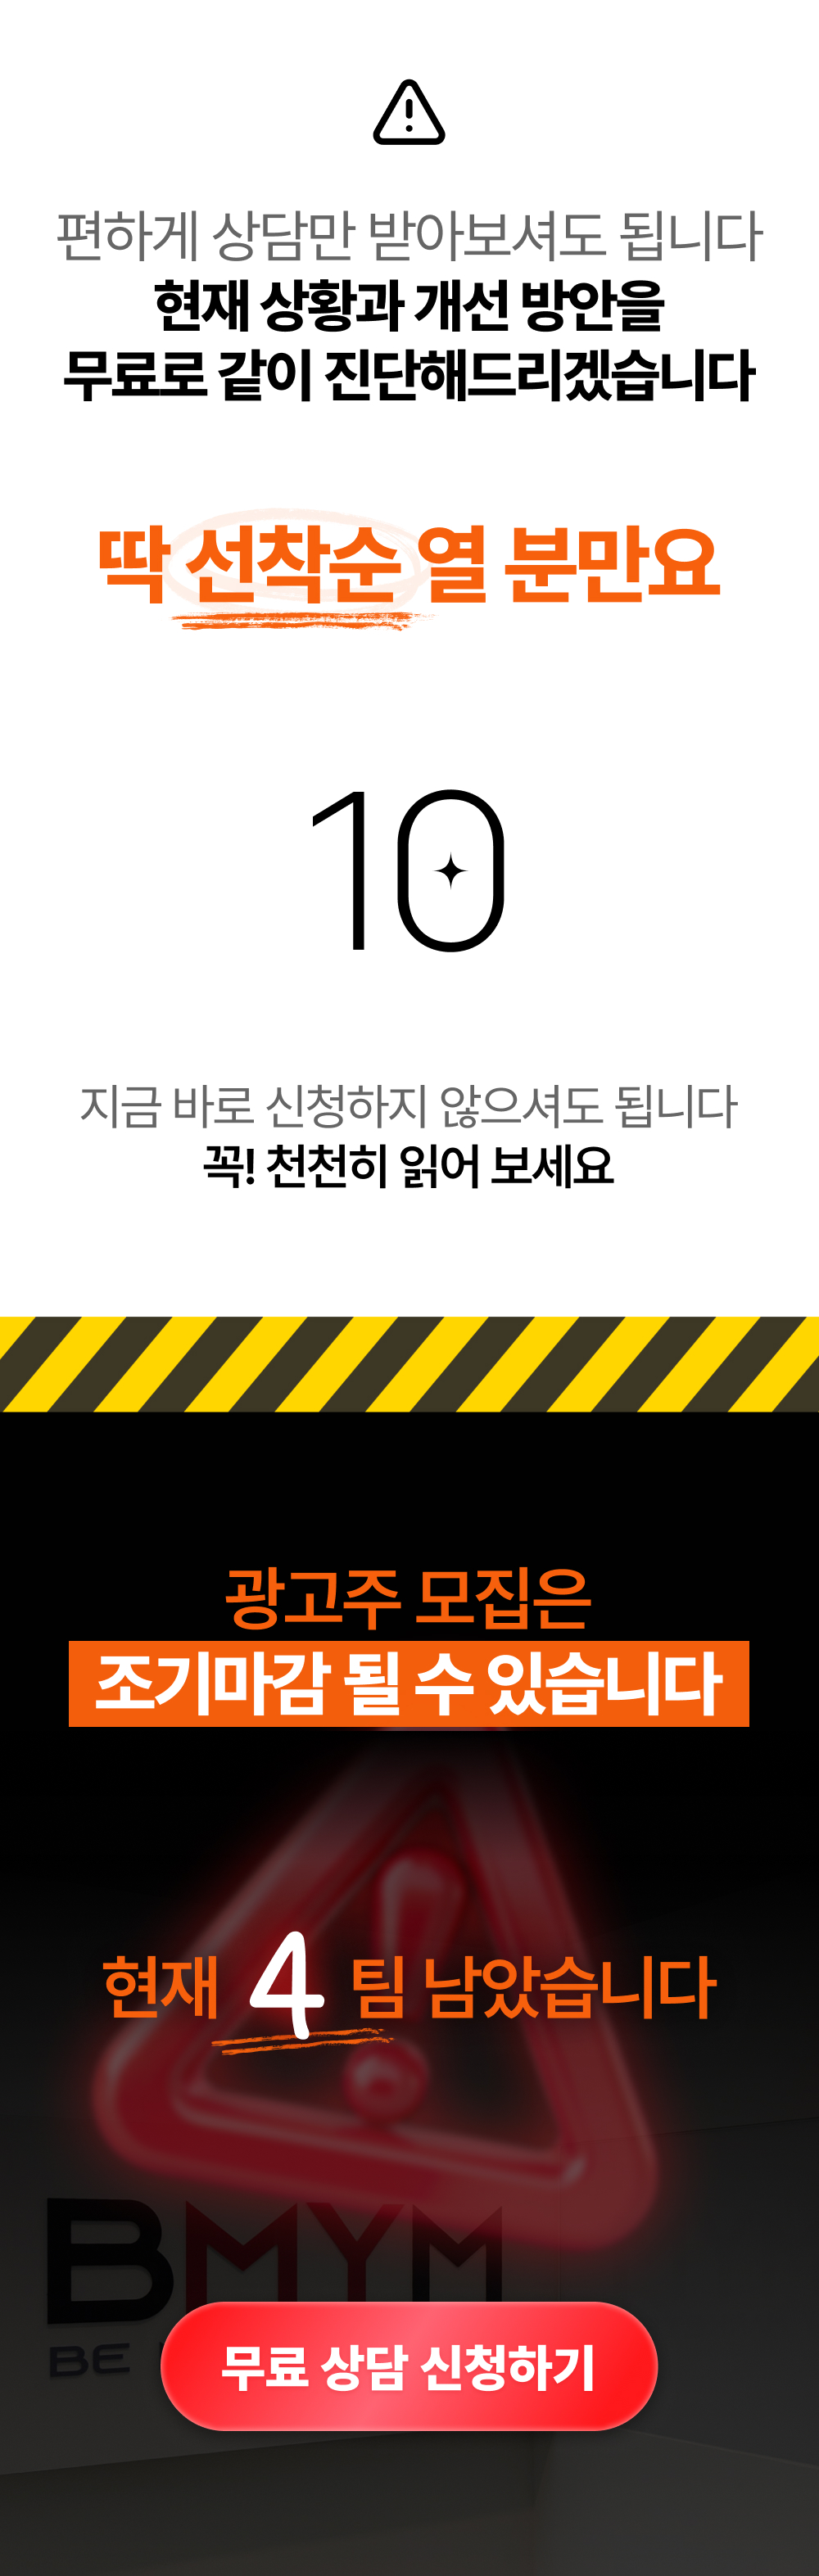 편하게 상담만 받아보셔도 됩니다
현재 상황과 개선 방안을
무료로 같이 진단해드리겠습니다
딱 선착순 열 분만요
10
지금 바로 신청하지 않으셔도 됩니다
꼭! 천천히 읽어 보세요
광고주 모집은
조기마감 될 수 있습니다
현재 4 팀 남았습니다
BMYM
BE
무료 상담 신청하기